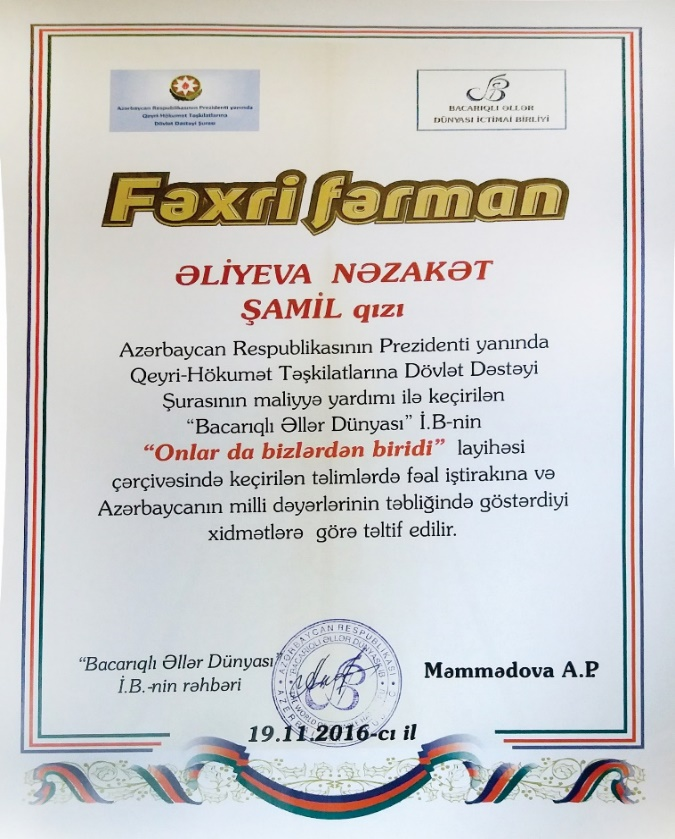 Azərbaycan Respublikasının Prezidenti yanında
Qeyri-Hökumət Təşkilatlarına
Dövlət Dəstəyi Şurası
BACARIQLI ƏLLƏR
DÜNYASI İCTİMAİ BİRLİYİ
Fəxri fərman
ƏLİYEVA NƏZAKƏT
ŞAMİL qızı
Azərbaycan Respublikasının Prezidenti yanında
Qeyri-Hökumət Təşkilatlarına Dövlət Dəstəyi
Şurasının maliyyə yardımı ilə keçirilən
“Bacarıqlı Əllər Dünyası” İ.B-nin
“Onlar da bizlərdən biridi” layihəsi
çərçivəsində keçirilən təlimlərdə fəal iştirakına və
Azərbaycanın milli dəyərlərinin təbliğində göstərdiyi
xidmətlərə görə təltif edilir.
“Bacarıqlı Əllər Dünyası”
İ.B.-nin rəhbəri
AZƏRBAYCAN RESPUBLİKASI
BACARIQLI ƏLLƏR DÜNYASI
Məmmədova A.P
19.11.2016-cı il